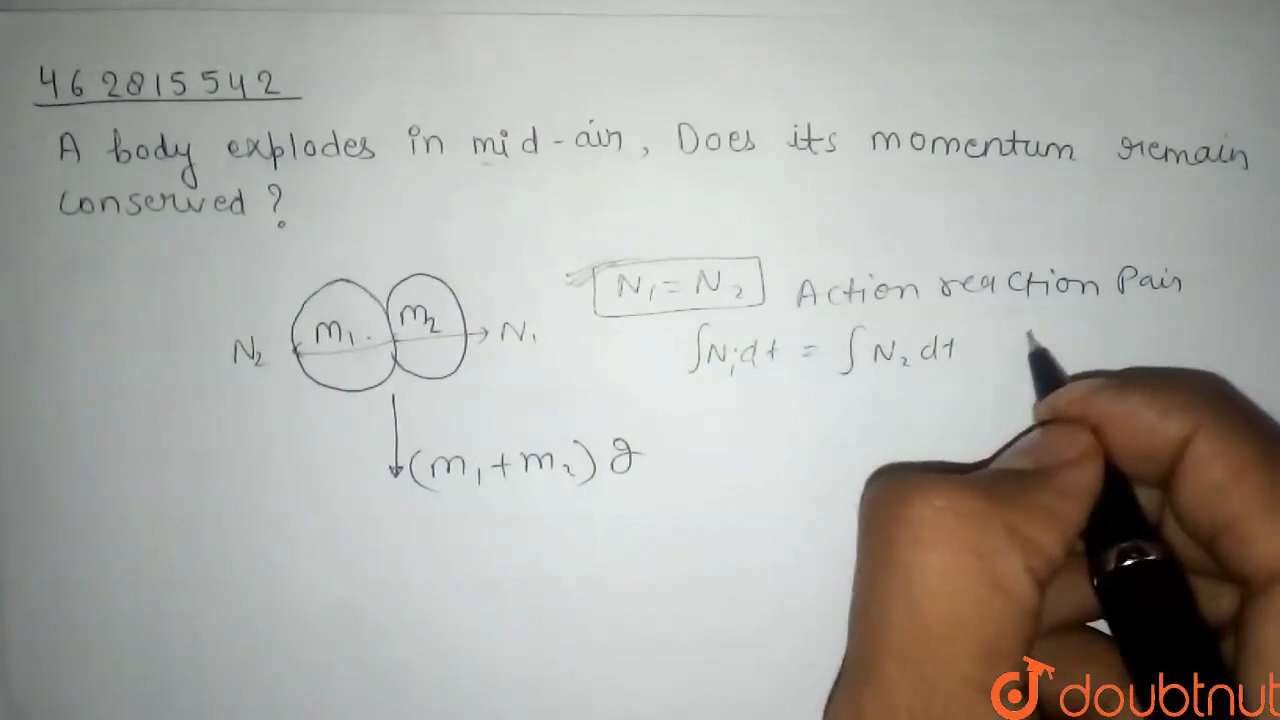 462815542
A body explodes in mid-air, Does its momentum remain
conserved?
N₁ = N₂ Action reaction Pair
m₁ m₂
N₂ N₁
∫N₁dt = ∫N₂dt
(m₁+m₂)g
doubtnut